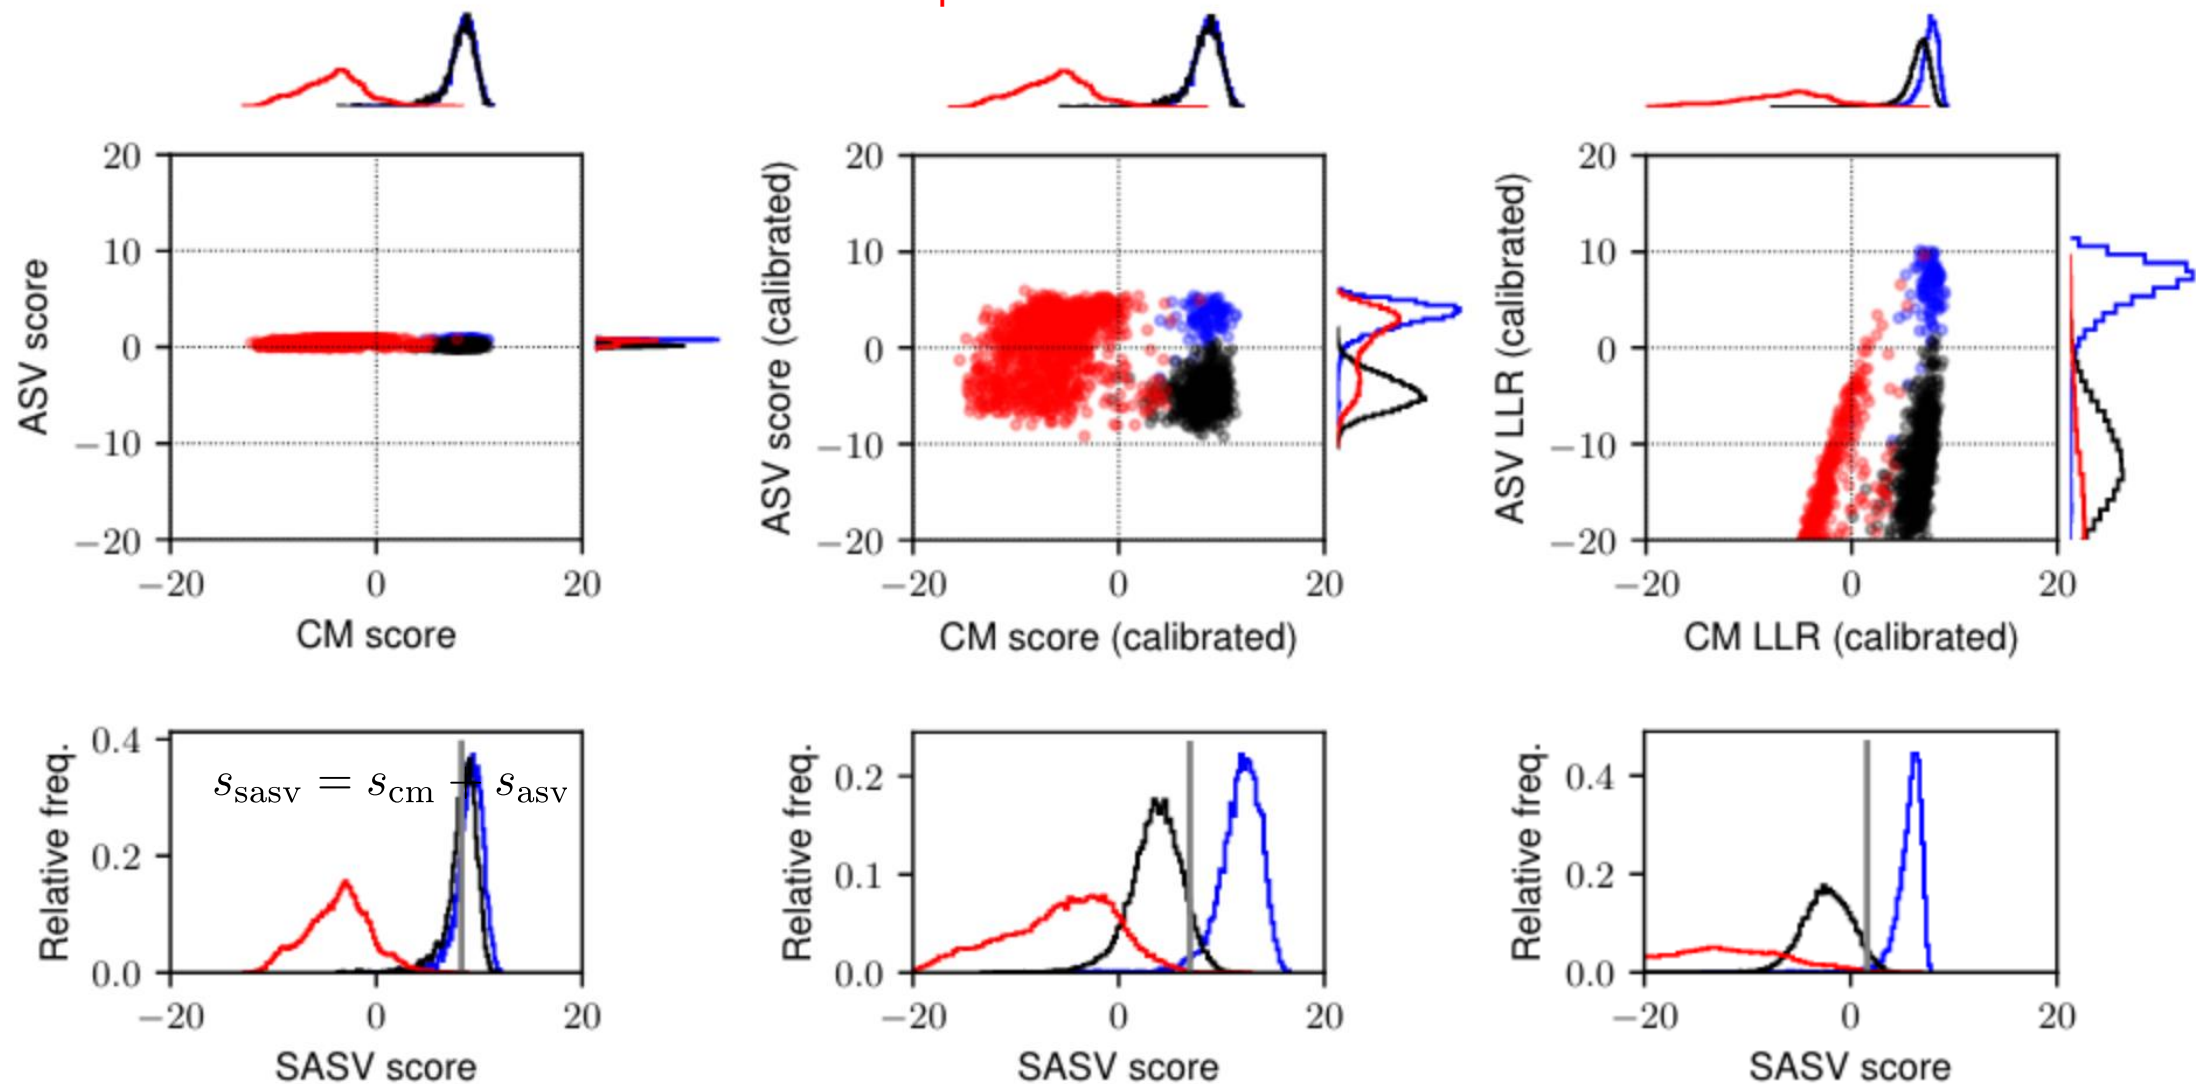 20
10
0
−10
−20
ASV score
−20 0 20
CM score
20
10
0
−10
−20
ASV score (calibrated)
−20 0 20
CM score (calibrated)
20
10
0
−10
−20
ASV LLR (calibrated)
−20 0 20
CM LLR (calibrated)
0.4
0.2
0.0
Relative freq.
s_sasv = s_cm + s_asv
−20 0 20
SASV score
0.2
0.1
0.0
Relative freq.
−20 0 20
SASV score
0.4
0.2
0.0
Relative freq.
−20 0 20
SASV score